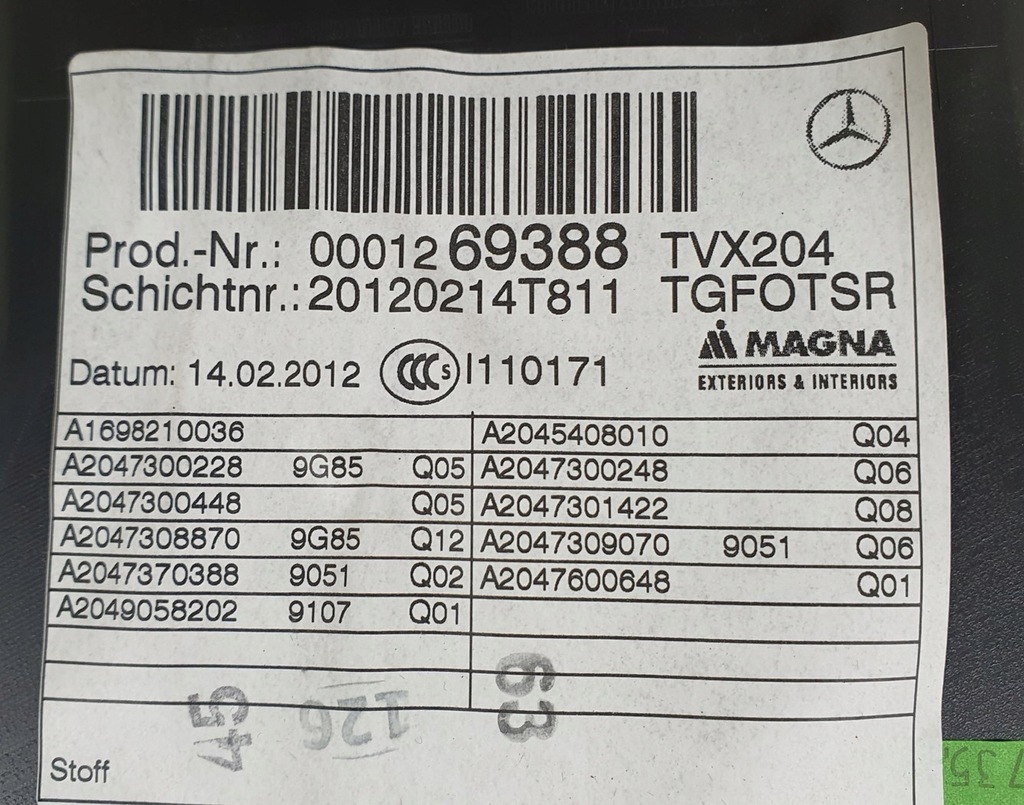 Prod.-Nr.: 0001269388 TVX204
Schichtnr.: 20120214T811 TGFOTSR
MAGNA
EXTERIORS & INTERIORS
Datum: 14.02.2012 CCC S I110171
A1698210036 A2045408010 Q04
A2047300228 9G85 Q05 A2047300248 Q06
A2047300448 Q05 A2047301422 Q08
A2047308870 9G85 Q12 A2047309070 9051 Q06
A2047370388 9051 Q02 A2047600648 Q01
A2049058202 9107 Q01
45 126 63
Stoff